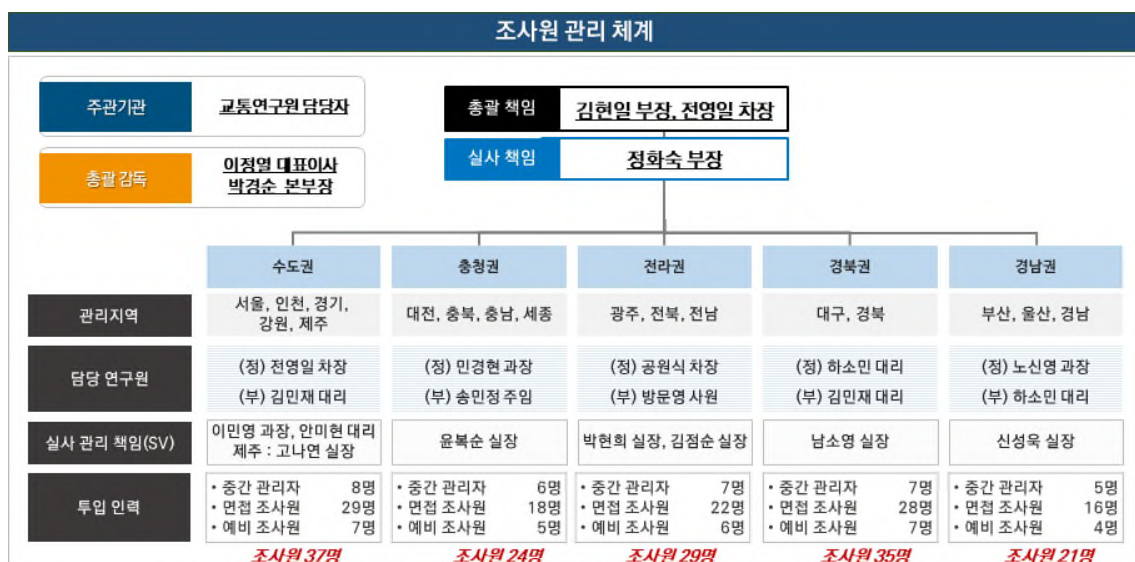 조사원 관리 체계
주관기관
교통연구원 담당자
총괄 감독
이정열 대표이사
박경순 본부장
총괄 책임
김현일 부장, 전영일 차장
실사 책임
정화숙 부장
수도권 충청권 전라권 경북권 경남권
관리지역
서울, 인천, 경기,
강원, 제주
대전, 충북, 충남, 세종
광주, 전북, 전남
대구, 경북
부산, 울산, 경남
담당 연구원
(정) 전영일 차장
(부) 김민재 대리
(정) 민경현 과장
(부) 송민정 주임
(정) 공원식 차장
(부) 방문영 사원
(정) 하소민 대리
(부) 김민재 대리
(정) 노신영 과장
(부) 하소민 대리
실사 관리 책임(SV)
이민영 과장, 안미현 대리
제주 : 고나연 실장
윤복순 실장
박현희 실장, 김점순 실장
남소영 실장
신성욱 실장
투입 인력
• 중간 관리자 8명
• 면접 조사원 29명
• 예비 조사원 7명
• 중간 관리자 6명
• 면접 조사원 18명
• 예비 조사원 5명
• 중간 관리자 7명
• 면접 조사원 22명
• 예비 조사원 6명
• 중간 관리자 7명
• 면접 조사원 28명
• 예비 조사원 7명
• 중간 관리자 5명
• 면접 조사원 16명
• 예비 조사원 4명
조사원 37명 조사원 24명 조사원 29명 조사원 35명 조사원 21명